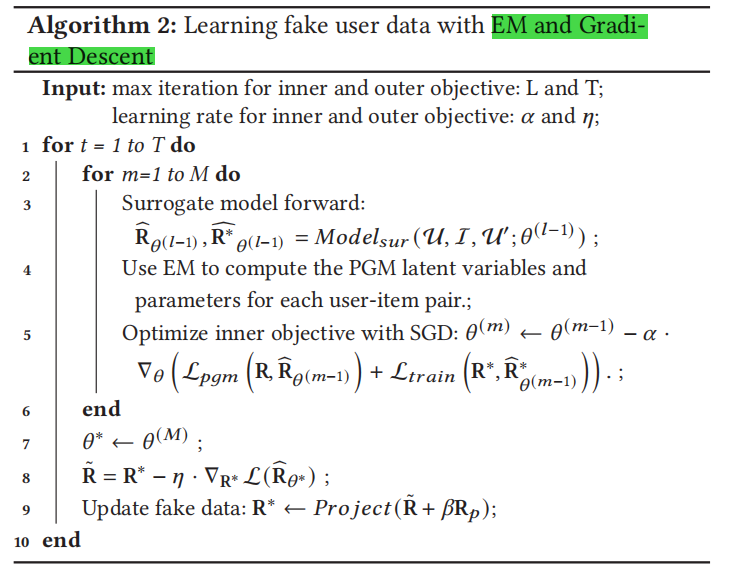 Algorithm 2: Learning fake user data with EM and Gradi-
ent Descent
Input: max iteration for inner and outer objective: L and T;
learning rate for inner and outer objective: α and η;
1 for t = 1 to T do
2 for m=1 to M do
3 Surrogate model forward:
$\widehat{\mathbf{R}}_{\theta^{(l-1)}}, \widehat{\mathbf{R}^*}_{\theta^{(l-1)}} = Model_{sur}(\mathcal{U}, \mathcal{I}, \mathcal{U}'; \theta^{(l-1)})$ ;
4 Use EM to compute the PGM latent variables and
parameters for each user-item pair.;
5 Optimize inner objective with SGD: $\theta^{(m)} \leftarrow \theta^{(m-1)} - \alpha \cdot$
$\nabla_\theta \left( \mathcal{L}_{pgm} \left( \mathbf{R}, \widehat{\mathbf{R}}_{\theta^{(m-1)}} \right) + \mathcal{L}_{train} \left( \mathbf{R}^*, \widehat{\mathbf{R}}^*_{\theta^{(m-1)}} \right) \right).$ ;
6 end
7 $\theta^* \leftarrow \theta^{(M)}$ ;
8 $\tilde{\mathbf{R}} = \mathbf{R}^* - \eta \cdot \nabla_{\mathbf{R}^*} \mathcal{L}(\widehat{\mathbf{R}}_{\theta^*})$ ;
9 Update fake data: $\mathbf{R}^* \leftarrow Project(\tilde{\mathbf{R}} + \beta \mathbf{R}_p)$;
10 end